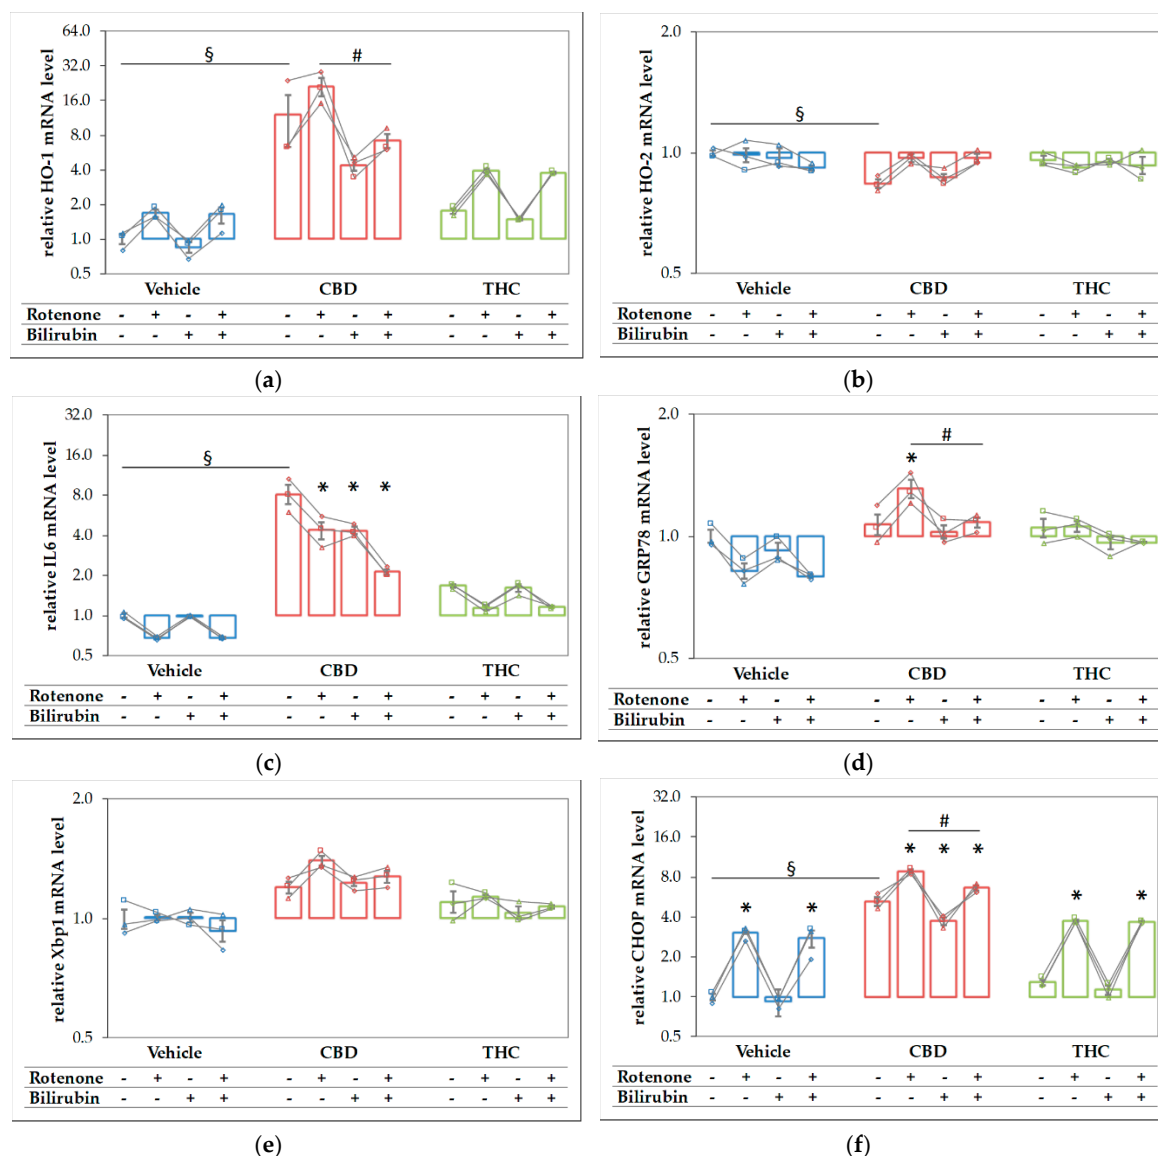 64.0
32.0
16.0
8.0
4.0
2.0
1.0
0.5
relative HO-1 mRNA level
§
#
Vehicle CBD THC
Rotenone - + - + - + - + - + - +
Bilirubin - - + + - - + + - - + +
(a)
2.0
1.0
0.5
relative HO-2 mRNA level
§
Vehicle CBD THC
Rotenone - + - + - + - + - + - +
Bilirubin - - + + - - + + - - + +
(b)
32.0
16.0
8.0
4.0
2.0
1.0
0.5
relative IL6 mRNA level
§
* * *
Vehicle CBD THC
Rotenone - + - + - + - + - + - +
Bilirubin - - + + - - + + - - + +
(c)
2.0
1.0
0.5
relative GRP78 mRNA level
#
*
Vehicle CBD THC
Rotenone - + - + - + - + - + - +
Bilirubin - - + + - - + + - - + +
(d)
2.0
1.0
0.5
relative Xbp1 mRNA level
Vehicle CBD THC
Rotenone - + - + - + - + - + - +
Bilirubin - - + + - - + + - - + +
(e)
32.0
16.0
8.0
4.0
2.0
1.0
0.5
relative CHOP mRNA level
#
* * *
§
* * * *
Vehicle CBD THC
Rotenone - + - + - + - + - + - +
Bilirubin - - + + - - + + - - + +
(f)